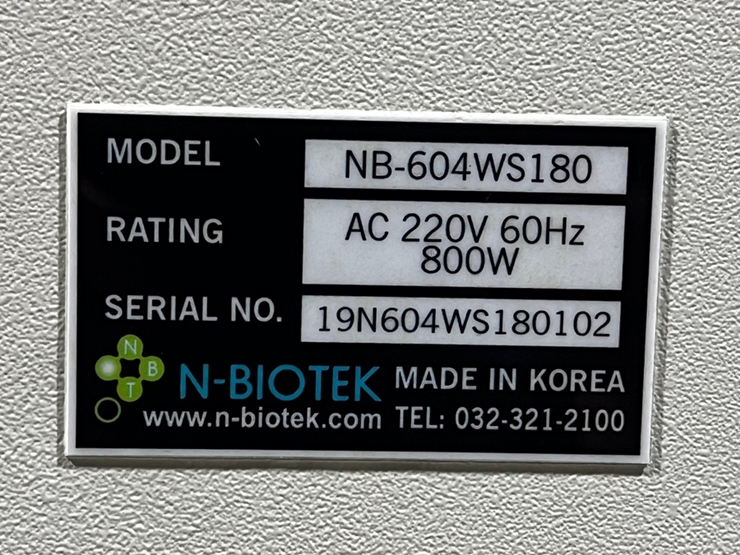 MODEL NB-604WS180
RATING AC 220V 60Hz
800W
SERIAL NO. 19N604WS180102
N
B
T
N-BIOTEK MADE IN KOREA
www.n-biotek.com TEL: 032-321-2100